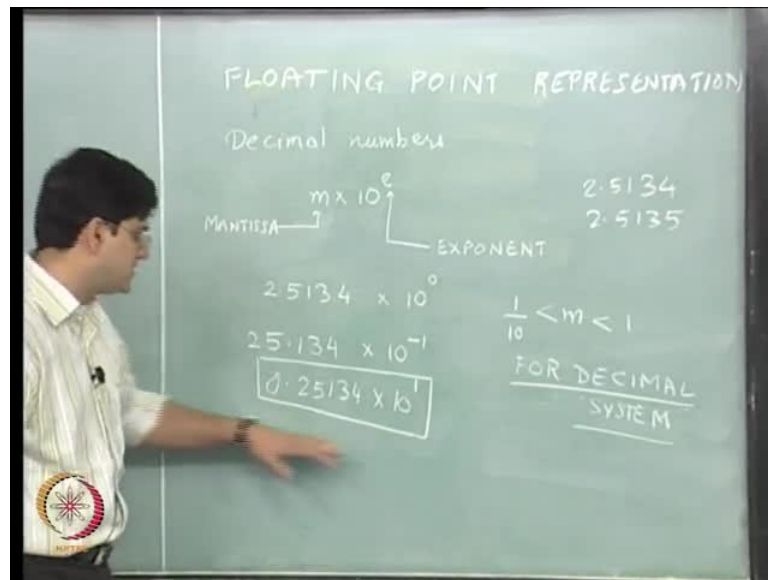 FLOATING POINT REPRESENTATION
Decimal numbers
m × 10^e
MANTISSA
EXPONENT
2.5134
2.5135
2.5134 × 10^0
25.134 × 10^-1
0.25134 × 10^1
1/10 < m < 1
FOR DECIMAL
SYSTEM
NPTEL